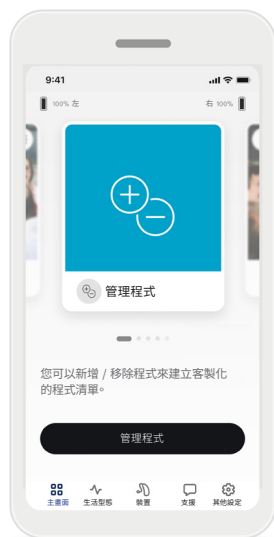 9:41
100% 左
右 100%
管理程式
您可以新增 / 移除程式來建立客製化
的程式清單。
管理程式
主畫面 生活型態 裝置 支援 其他設定